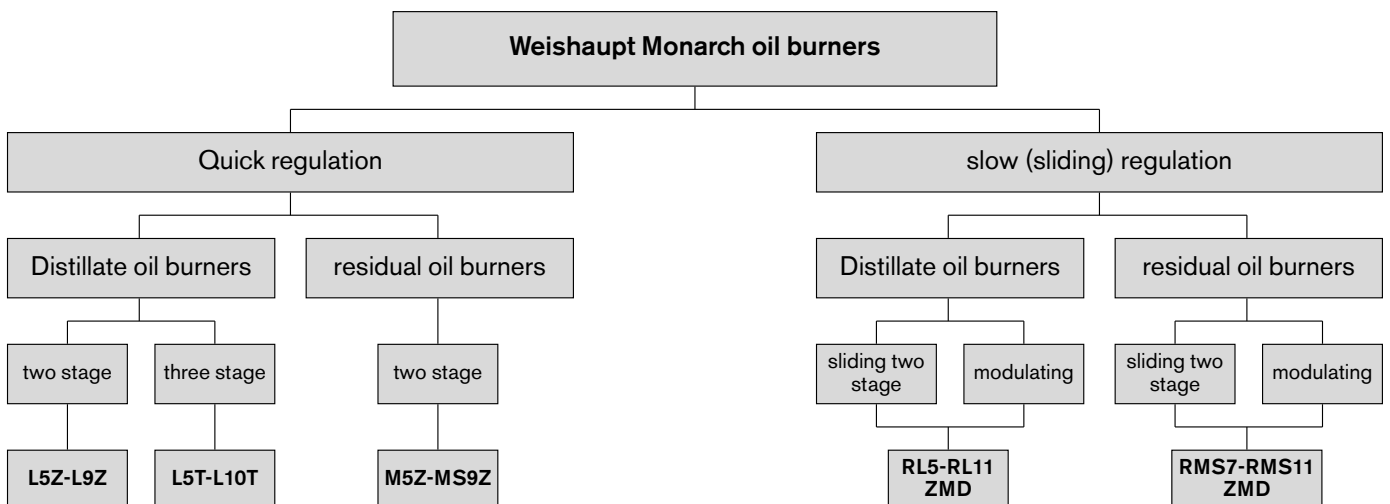 Weishaupt Monarch oil burners
Quick regulation
slow (sliding) regulation
Distillate oil burners
residual oil burners
Distillate oil burners
residual oil burners
two stage
three stage
two stage
sliding two
stage
modulating
sliding two
stage
modulating
L5Z-L9Z
L5T-L10T
M5Z-MS9Z
RL5-RL11
ZMD
RMS7-RMS11
ZMD